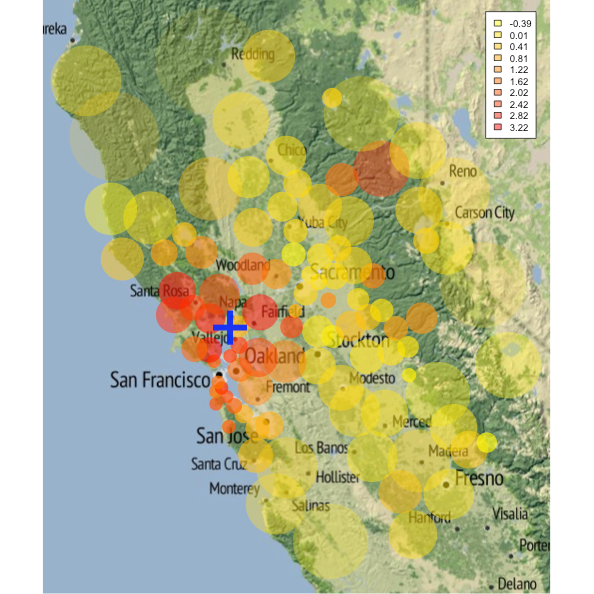 ureka
Redding
Chico
Reno
Carson City
Yuba City
Woodland
Sacramento
Santa Rosa
Napa
Fairfield
Vallejo
Stockton
Oakland
San Francisco
Modesto
Fremont
Merced
San Jose
Los Banos
Madera
Santa Cruz
Hollister
Fresno
Monterey
Salinas
Hanford
Visalia
Porter
Delano
-0.39
0.01
0.41
0.81
1.22
1.62
2.02
2.42
2.82
3.22